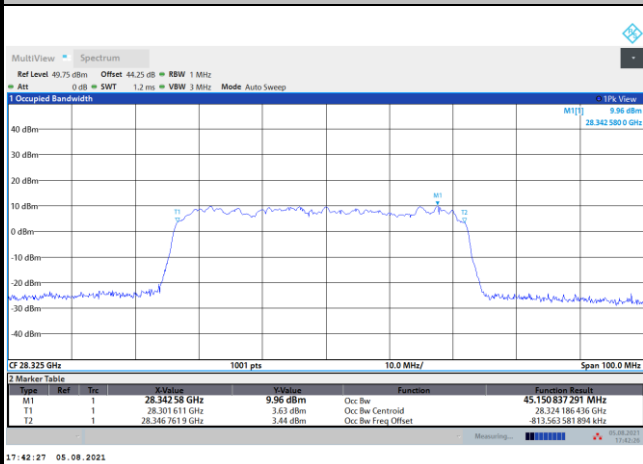 MultiView Spectrum
Ref Level 49.75 dBm Offset 44.25 dB RBW 1 MHz
Att 0 dB SWT 1.2 ms VBW 3 MHz Mode Auto Sweep
1 Occupied Bandwidth 1Pk View
M1[1] 9.96 dBm
28.342 580 0 GHz
40 dBm
30 dBm
20 dBm
M1
10 dBm
T1 T2
0 dBm
-10 dBm
-20 dBm
-30 dBm
-40 dBm
CF 28.325 GHz 1001 pts 10.0 MHz/ Span 100.0 MHz
2 Marker Table
Type Ref Trc X-Value Y-Value Function Function Result
M1 1 28.342 58 GHz 9.96 dBm Occ Bw 45.150 837 291 MHz
T1 1 28.301 611 GHz 3.63 dBm Occ Bw Centroid 28.324 186 436 GHz
T2 1 28.346 761 9 GHz 3.44 dBm Occ Bw Freq Offset -813.563 581 894 kHz
Measuring... 05.08.2021
17:42:26
17:42:27 05.08.2021